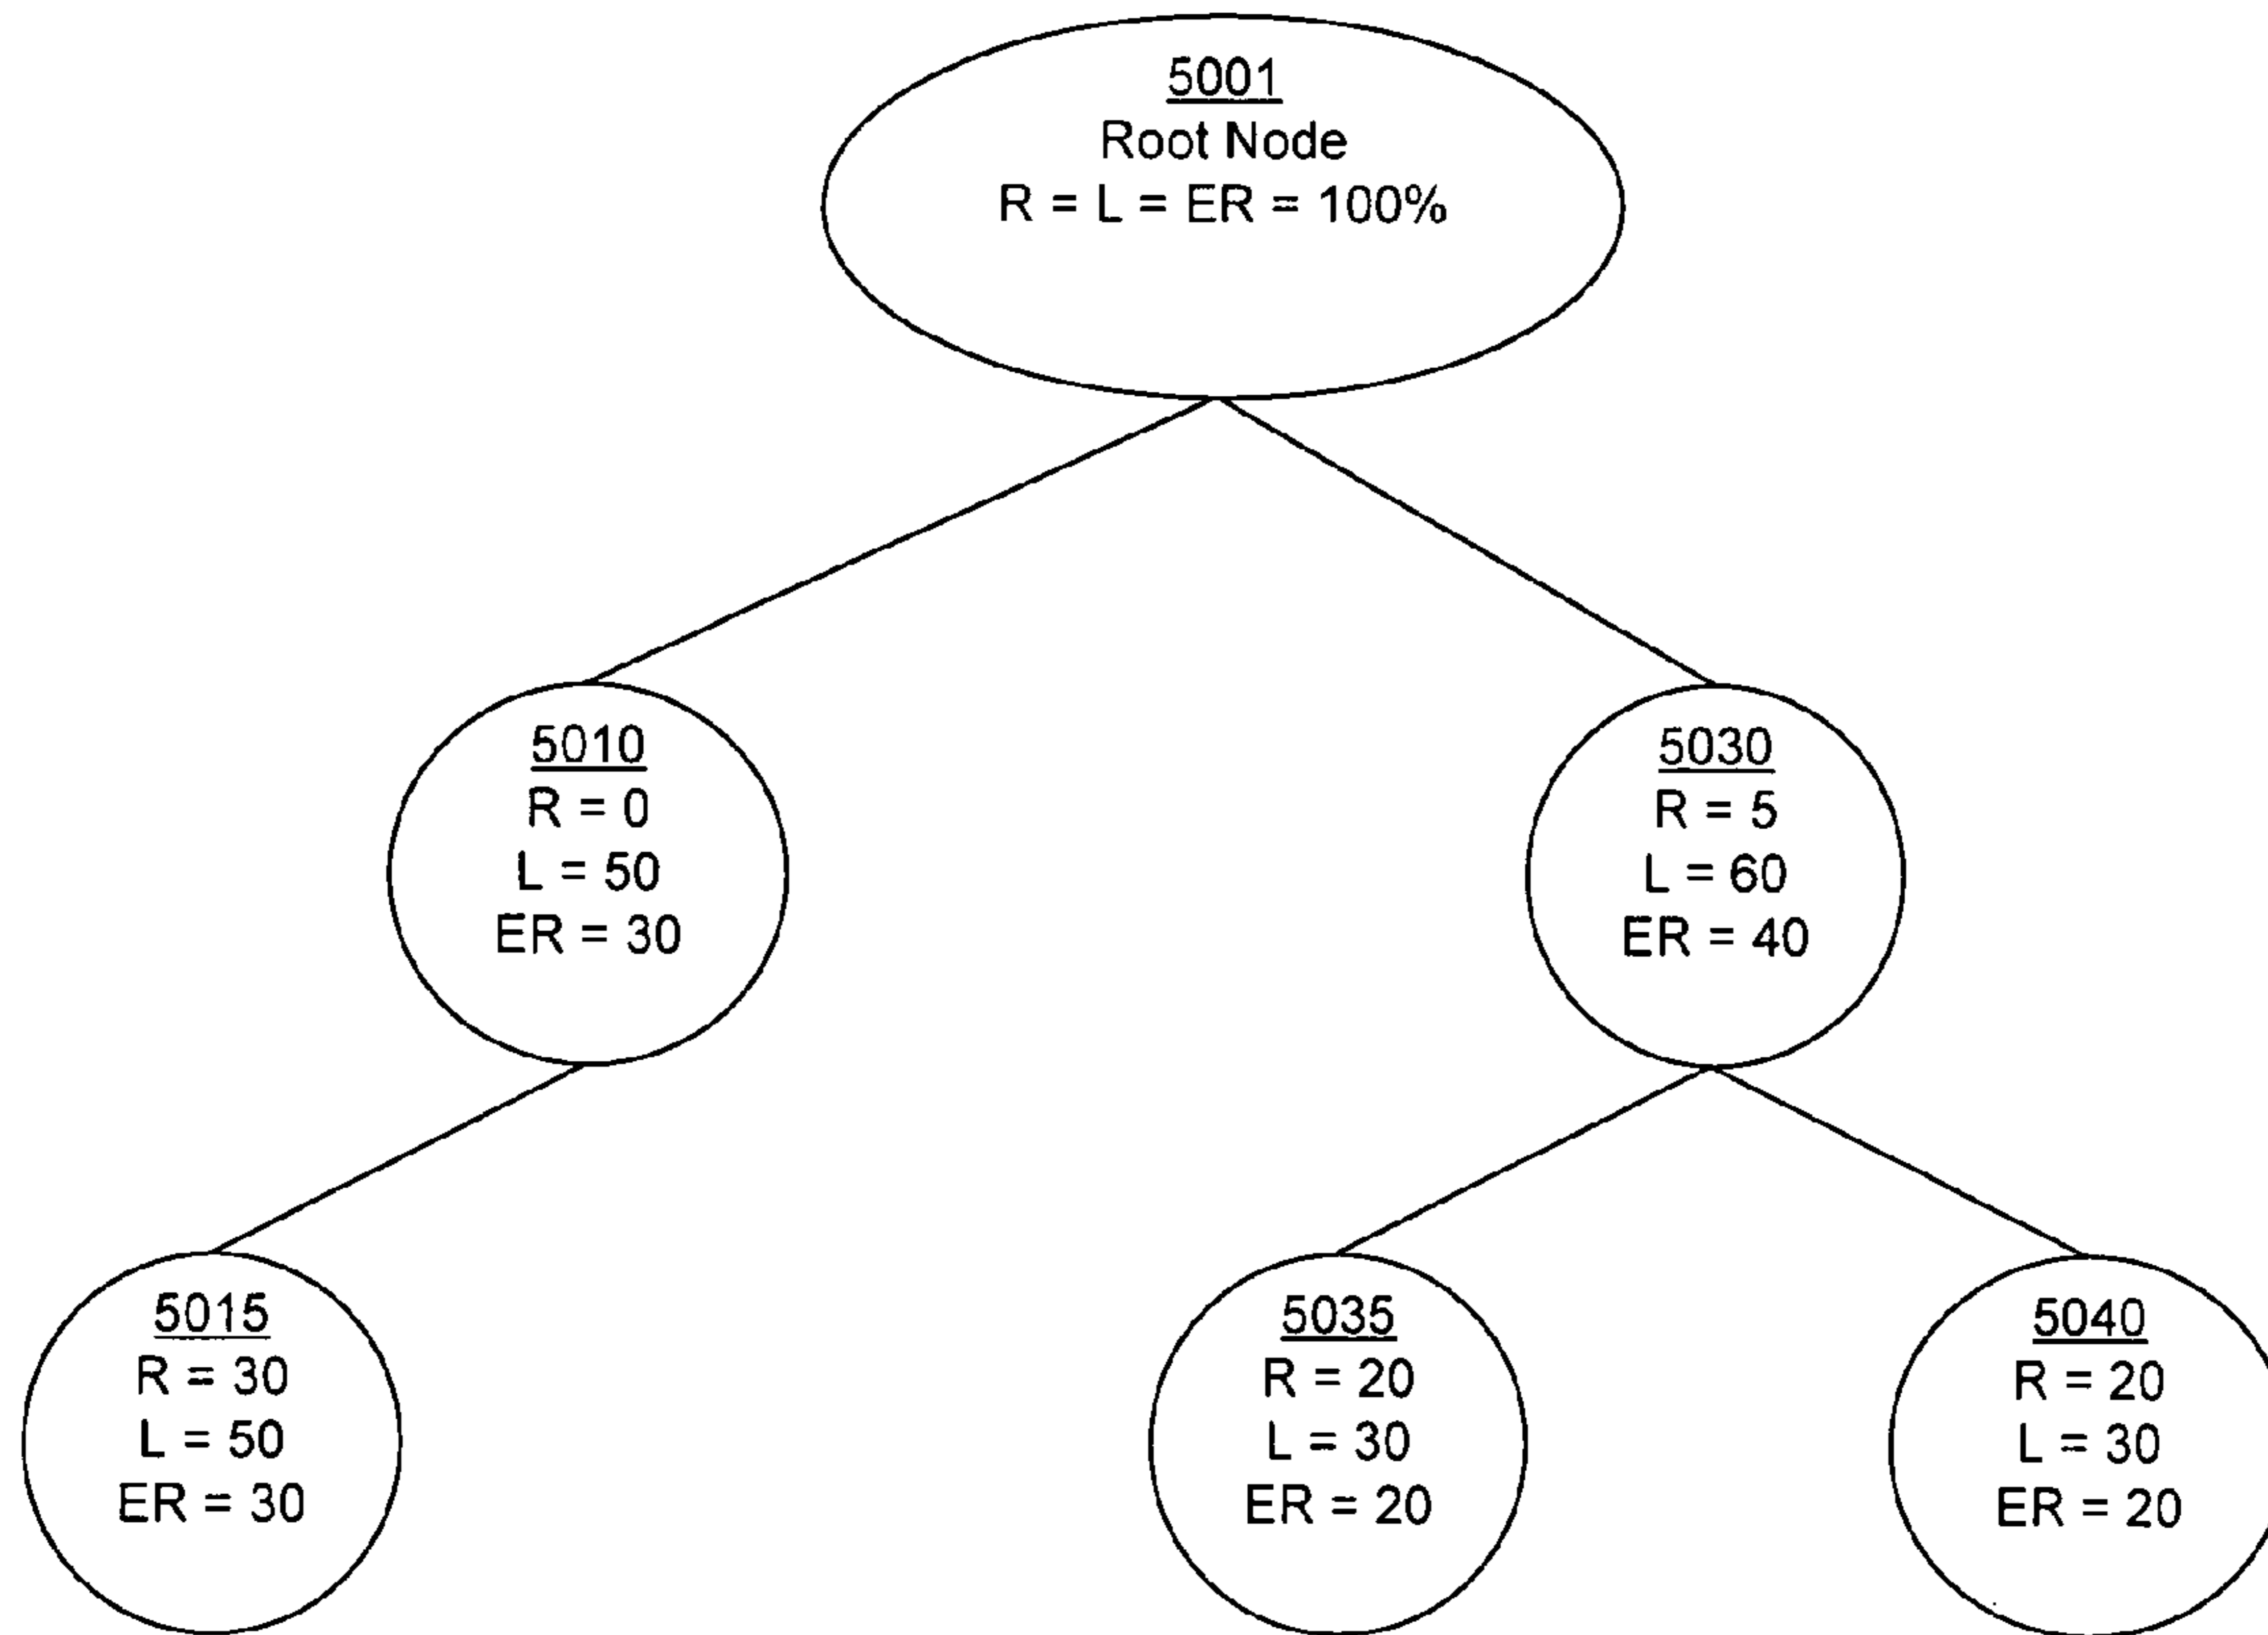 5001
Root Node
R = L = ER = 100%
5010
R = 0
L = 50
ER = 30
5030
R = 5
L = 60
ER = 40
5015
R = 30
L = 50
ER = 30
5035
R = 20
L = 30
ER = 20
5040
R = 20
L = 30
ER = 20